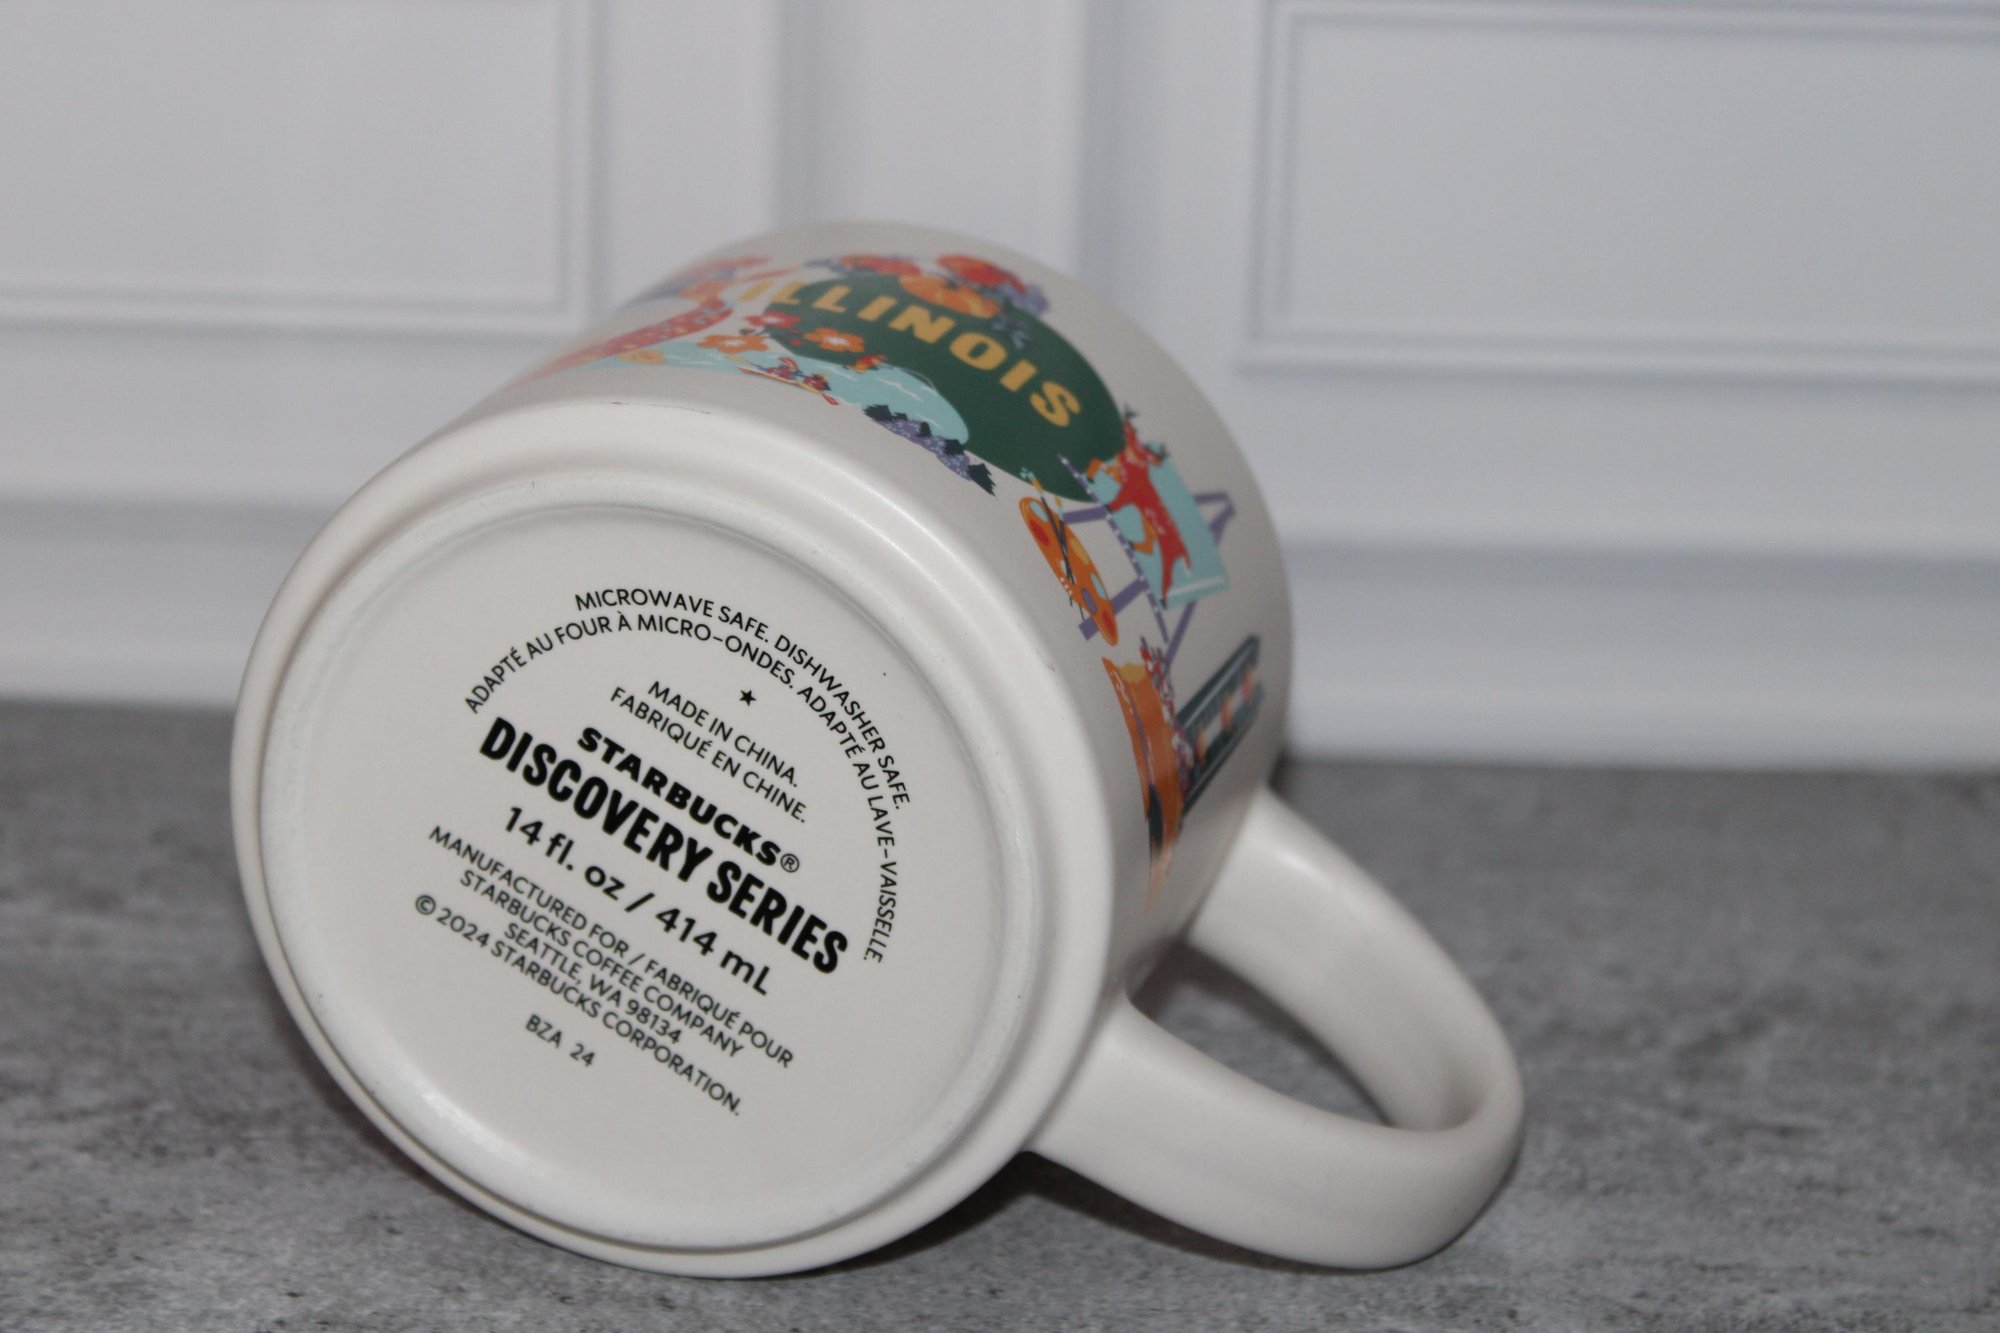 ILLINOIS
MICROWAVE SAFE. DISHWASHER SAFE.
ADAPTÉ AU FOUR À MICRO-ONDES. ADAPTÉ AU LAVE-VAISSELLE.
MADE IN CHINA.
FABRIQUÉ EN CHINE.
STARBUCKS®
DISCOVERY SERIES
14 fl. oz / 414 mL
MANUFACTURED FOR / FABRIQUÉ POUR
STARBUCKS COFFEE COMPANY
SEATTLE, WA 98134
© 2024 STARBUCKS CORPORATION.
BZA 24